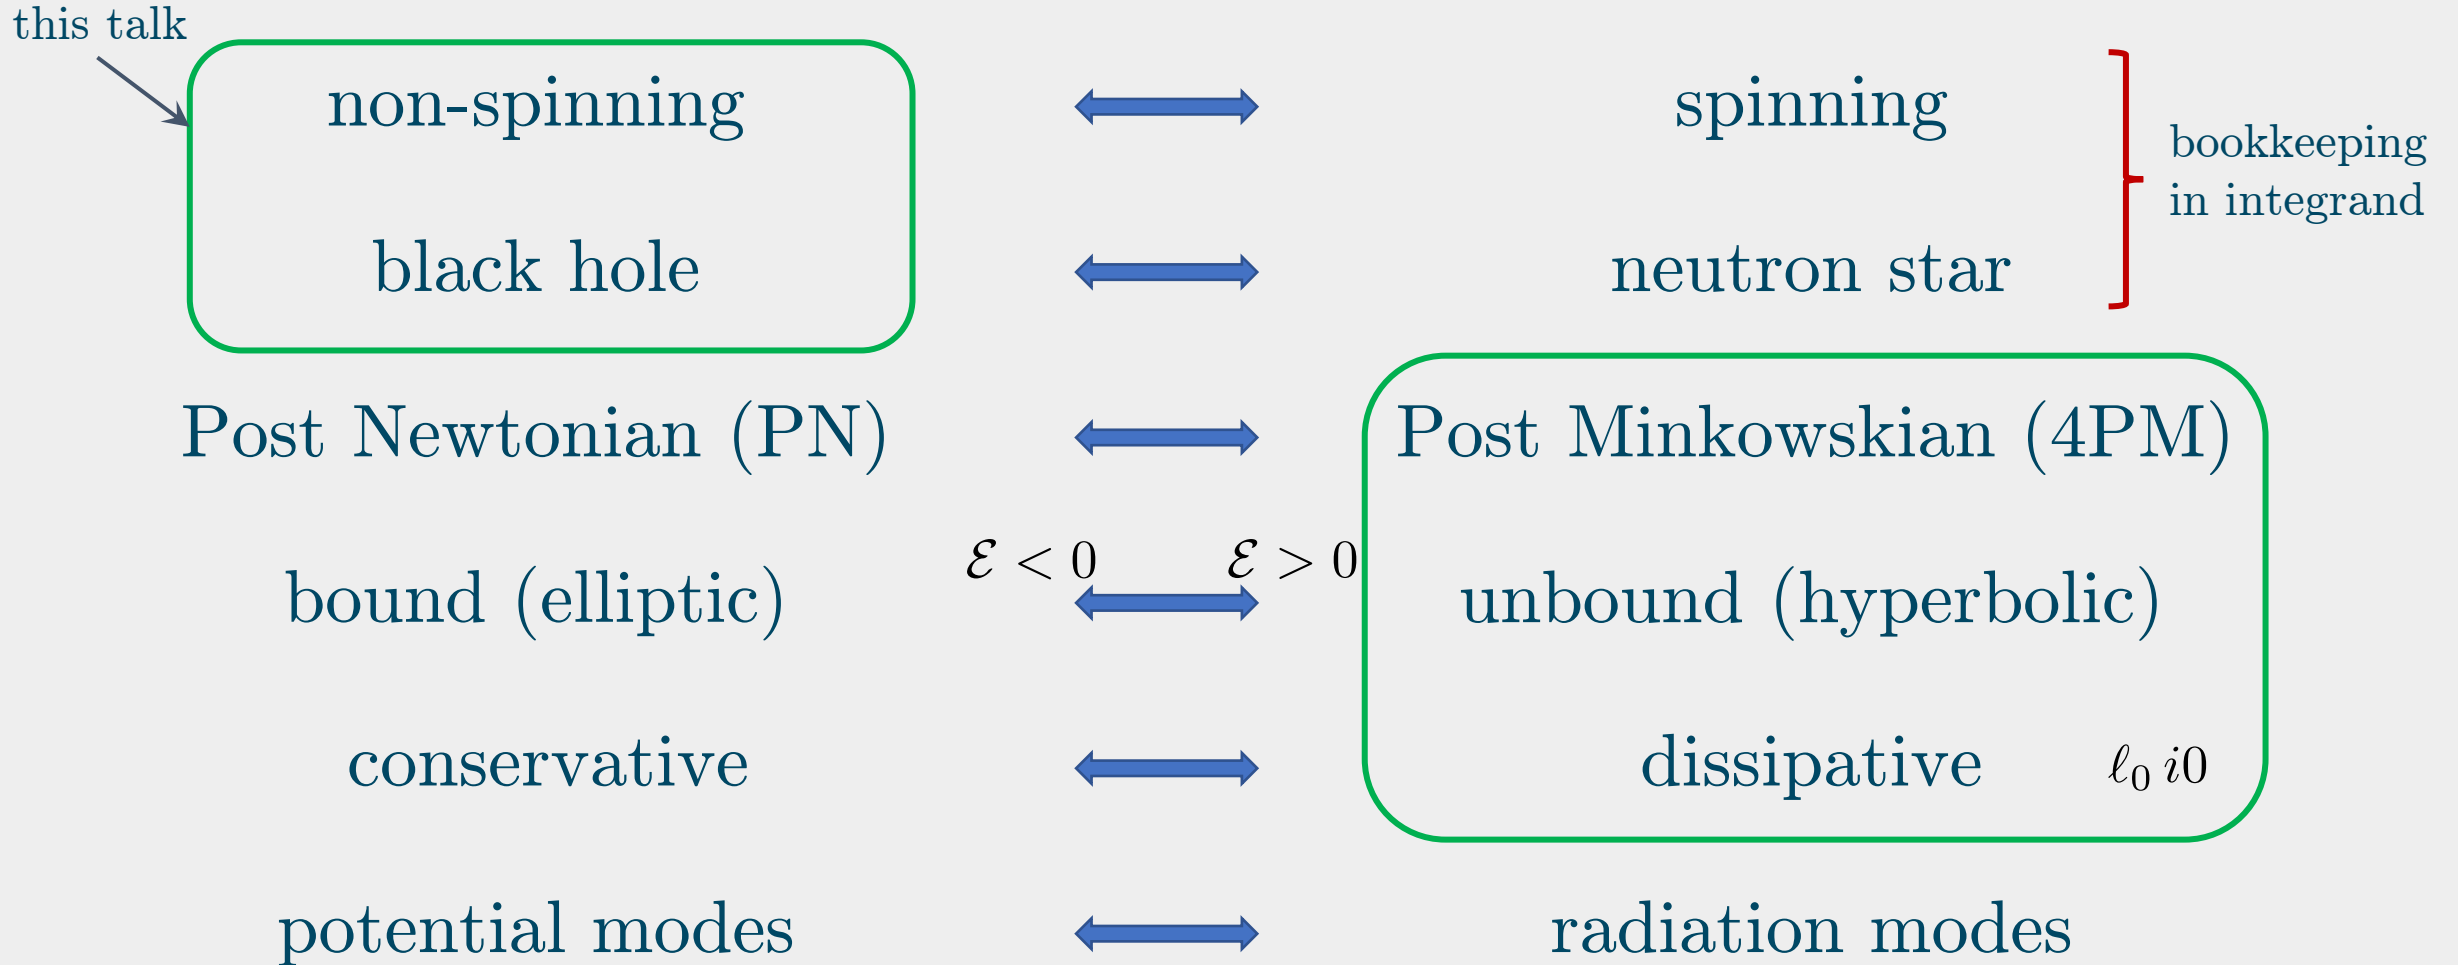 this talk
non-spinning
spinning
bookkeeping
in integrand
black hole
neutron star
Post Newtonian (PN)
Post Minkowskian (4PM)
ℰ < 0
ℰ > 0
bound (elliptic)
unbound (hyperbolic)
conservative
dissipative
ℓ₀ i0
potential modes
radiation modes